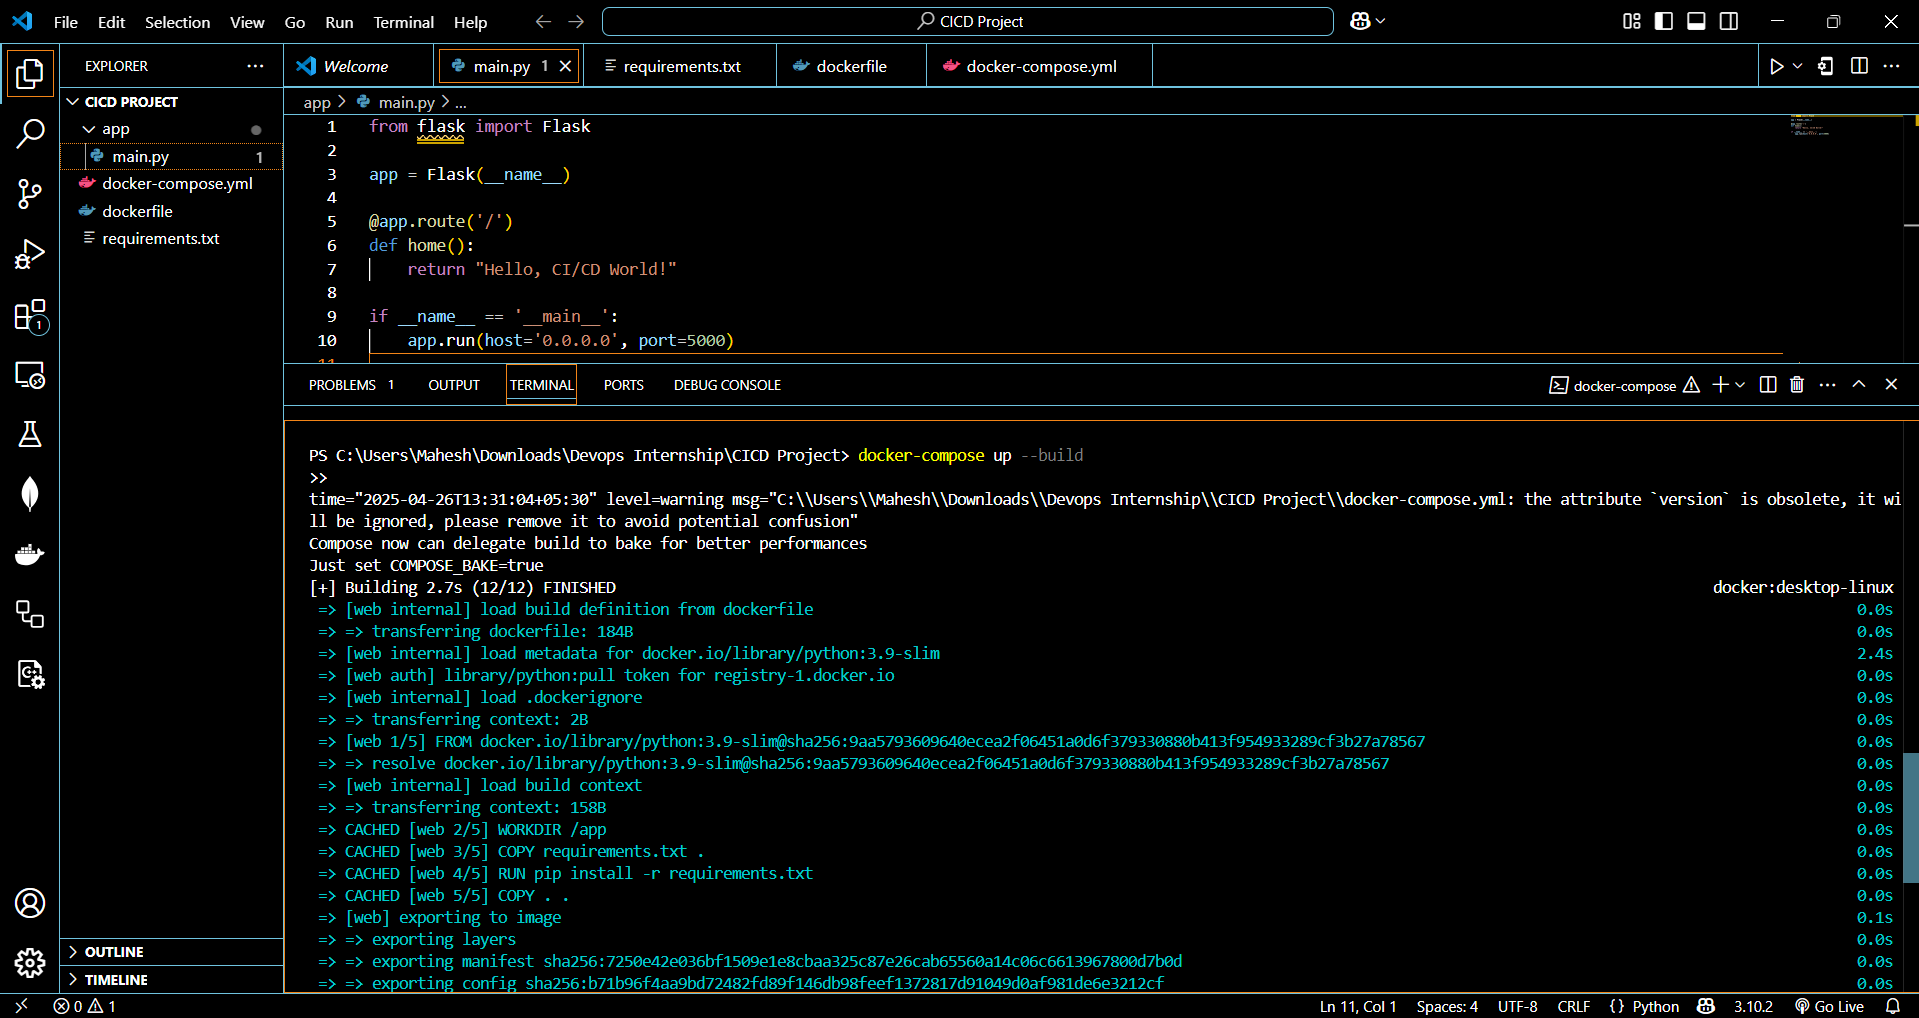 File Edit Selection View Go Run Terminal Help
CICD Project
EXPLORER
CICD PROJECT
app
main.py 1
docker-compose.yml
dockerfile
requirements.txt
OUTLINE
TIMELINE
1
Welcome
main.py 1
requirements.txt
dockerfile
docker-compose.yml
app > main.py > ...
1 from flask import Flask
2
3 app = Flask(__name__)
4
5 @app.route('/')
6 def home():
7 return "Hello, CI/CD World!"
8
9 if __name__ == '__main__':
10 app.run(host='0.0.0.0', port=5000)
11
PROBLEMS 1 OUTPUT TERMINAL PORTS DEBUG CONSOLE
docker-compose
PS C:\Users\Mahesh\Downloads\Devops Internship\CICD Project> docker-compose up --build
>>
time="2025-04-26T13:31:04+05:30" level=warning msg="C:\\Users\\Mahesh\\Downloads\\Devops Internship\\CICD Project\\docker-compose.yml: the attribute `version` is obsolete, it wi
ll be ignored, please remove it to avoid potential confusion"
Compose now can delegate build to bake for better performances
Just set COMPOSE_BAKE=true
[+] Building 2.7s (12/12) FINISHED docker:desktop-linux
=> [web internal] load build definition from dockerfile 0.0s
=> => transferring dockerfile: 184B 0.0s
=> [web internal] load metadata for docker.io/library/python:3.9-slim 2.4s
=> [web auth] library/python:pull token for registry-1.docker.io 0.0s
=> [web internal] load .dockerignore 0.0s
=> => transferring context: 2B 0.0s
=> [web 1/5] FROM docker.io/library/python:3.9-slim@sha256:9aa5793609640ecea2f06451a0d6f379330880b413f954933289cf3b27a78567 0.0s
=> => resolve docker.io/library/python:3.9-slim@sha256:9aa5793609640ecea2f06451a0d6f379330880b413f954933289cf3b27a78567 0.0s
=> [web internal] load build context 0.0s
=> => transferring context: 158B 0.0s
=> CACHED [web 2/5] WORKDIR /app 0.0s
=> CACHED [web 3/5] COPY requirements.txt . 0.0s
=> CACHED [web 4/5] RUN pip install -r requirements.txt 0.0s
=> CACHED [web 5/5] COPY . . 0.0s
=> [web] exporting to image 0.1s
=> => exporting layers 0.0s
=> => exporting manifest sha256:7250e42e036bf1509e1e8cbaa325c87e26cab65560a14c06c6613967800d7b0d 0.0s
=> => exporting config sha256:b71b96f4aa9bd72482fd89f146db98feef1372817d91049d0af981de6e3212cf 0.0s
0 1
Ln 11, Col 1 Spaces: 4 UTF-8 CRLF {} Python 3.10.2 Go Live